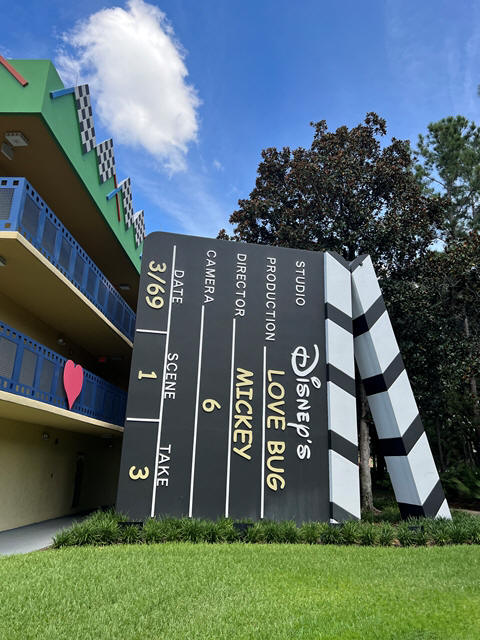 STUDIO Disney's
PRODUCTION LOVE BUG
DIRECTOR MICKEY
CAMERA 6
DATE SCENE TAKE
3/69 1 3